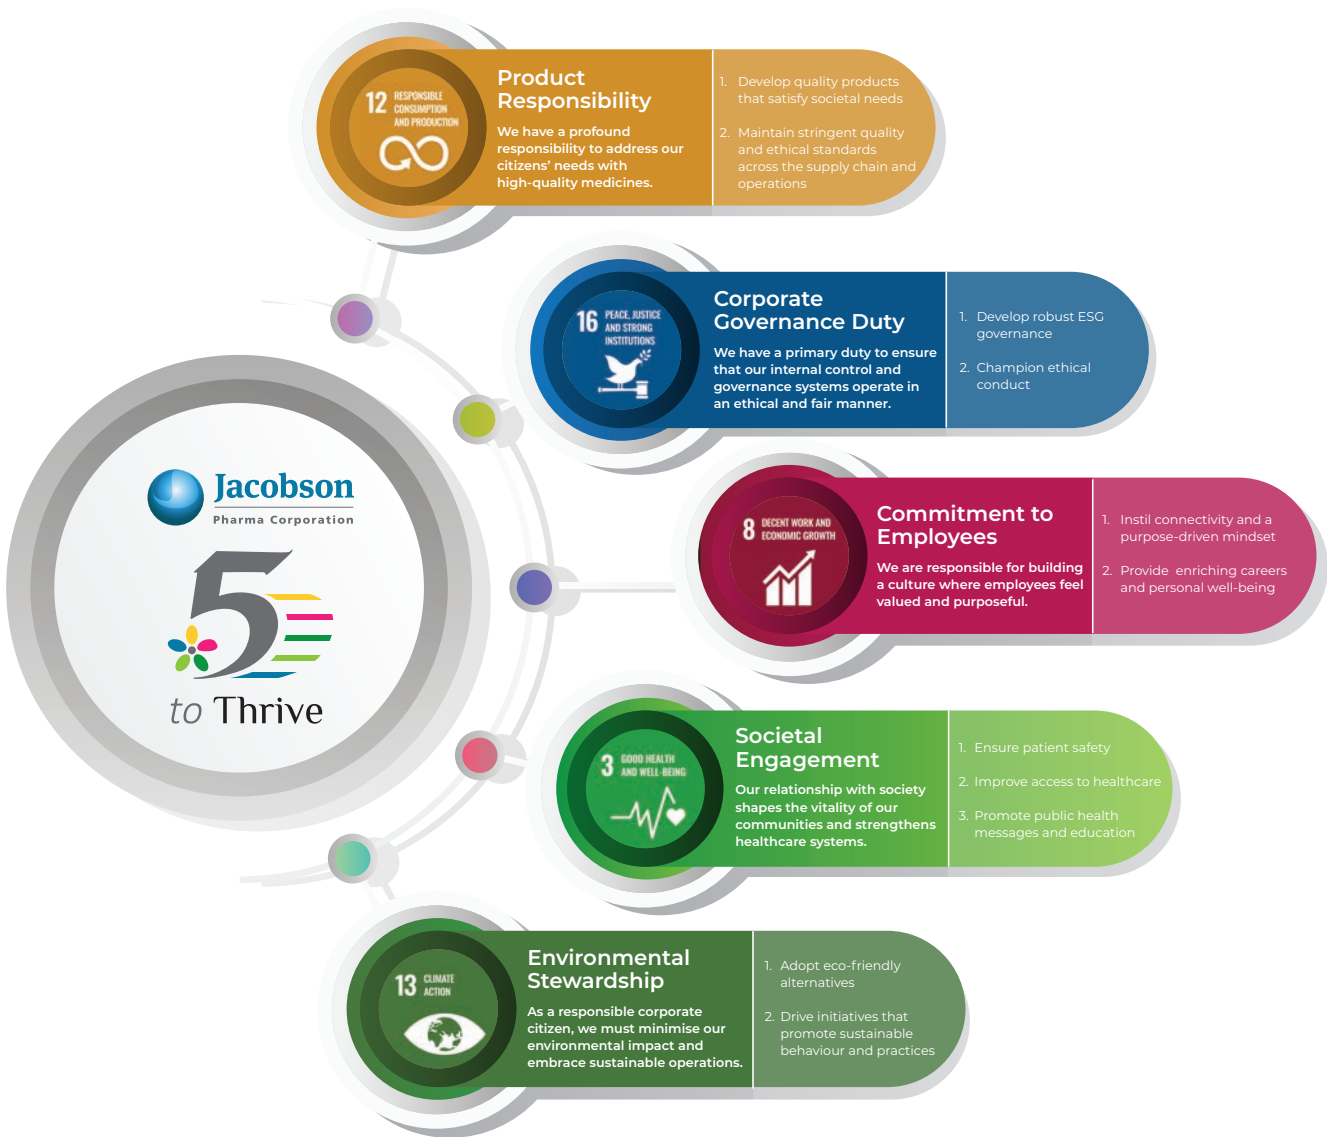 12 RESPONSIBLE
CONSUMPTION
AND PRODUCTION
Product
Responsibility
We have a profound
responsibility to address our
citizens' needs with
high-quality medicines.
1. Develop quality products
that satisfy societal needs
2. Maintain stringent quality
and ethical standards
across the supply chain and
operations
16 PEACE, JUSTICE
AND STRONG
INSTITUTIONS
Corporate
Governance Duty
We have a primary duty to ensure
that our internal control and
governance systems operate in
an ethical and fair manner.
1. Develop robust ESG
governance
2. Champion ethical
conduct
Jacobson
Pharma Corporation
5
to Thrive
8 DECENT WORK AND
ECONOMIC GROWTH
Commitment to
Employees
We are responsible for building
a culture where employees feel
valued and purposeful.
1. Instil connectivity and a
purpose-driven mindset
2. Provide enriching careers
and personal well-being
3 GOOD HEALTH
AND WELL-BEING
Societal
Engagement
Our relationship with society
shapes the vitality of our
communities and strengthens
healthcare systems.
1. Ensure patient safety
2. Improve access to healthcare
3. Promote public health
messages and education
13 CLIMATE
ACTION
Environmental
Stewardship
As a responsible corporate
citizen, we must minimise our
environmental impact and
embrace sustainable operations.
1. Adopt eco-friendly
alternatives
2. Drive initiatives that
promote sustainable
behaviour and practices